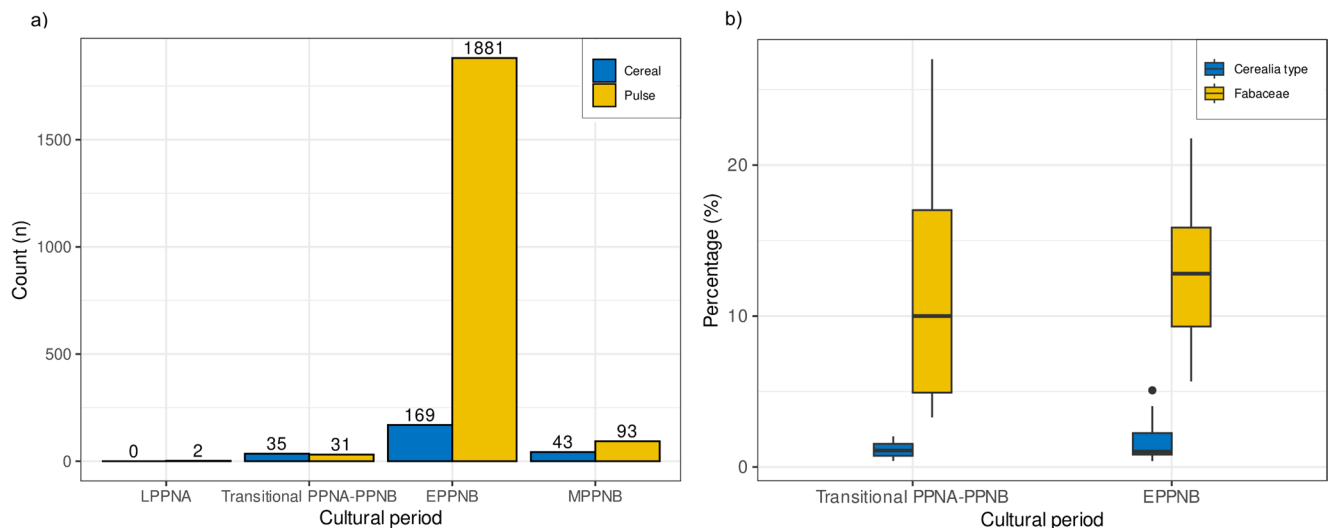 a)
Count (n)
1500
1000
500
0
0
2
35
31
169
1881
43
93
Cereal
Pulse
LPPNA
Transitional PPNA-PPNB
EPPNB
MPPNB
Cultural period
b)
Percentage (%)
20
10
0
Cerealia type
Fabaceae
Transitional PPNA-PPNB
EPPNB
Cultural period